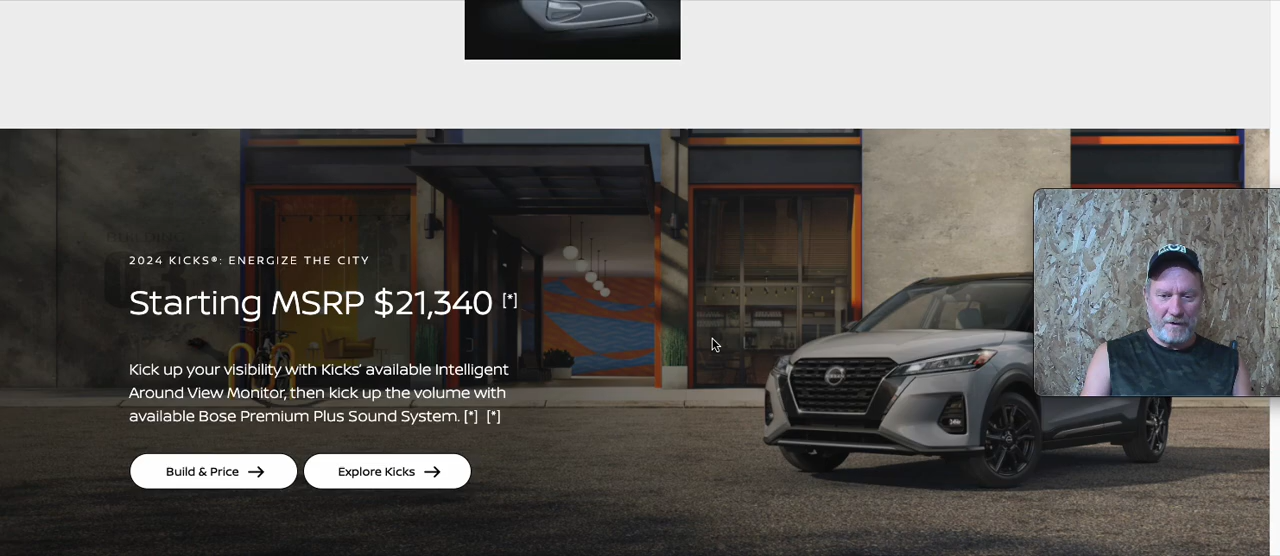 2024 KICKS®: ENERGIZE THE CITY
Starting MSRP $21,340 [*]
Kick up your visibility with Kicks' available Intelligent
Around View Monitor, then kick up the volume with
available Bose Premium Plus Sound System. [*] [*]
Build & Price →
Explore Kicks →